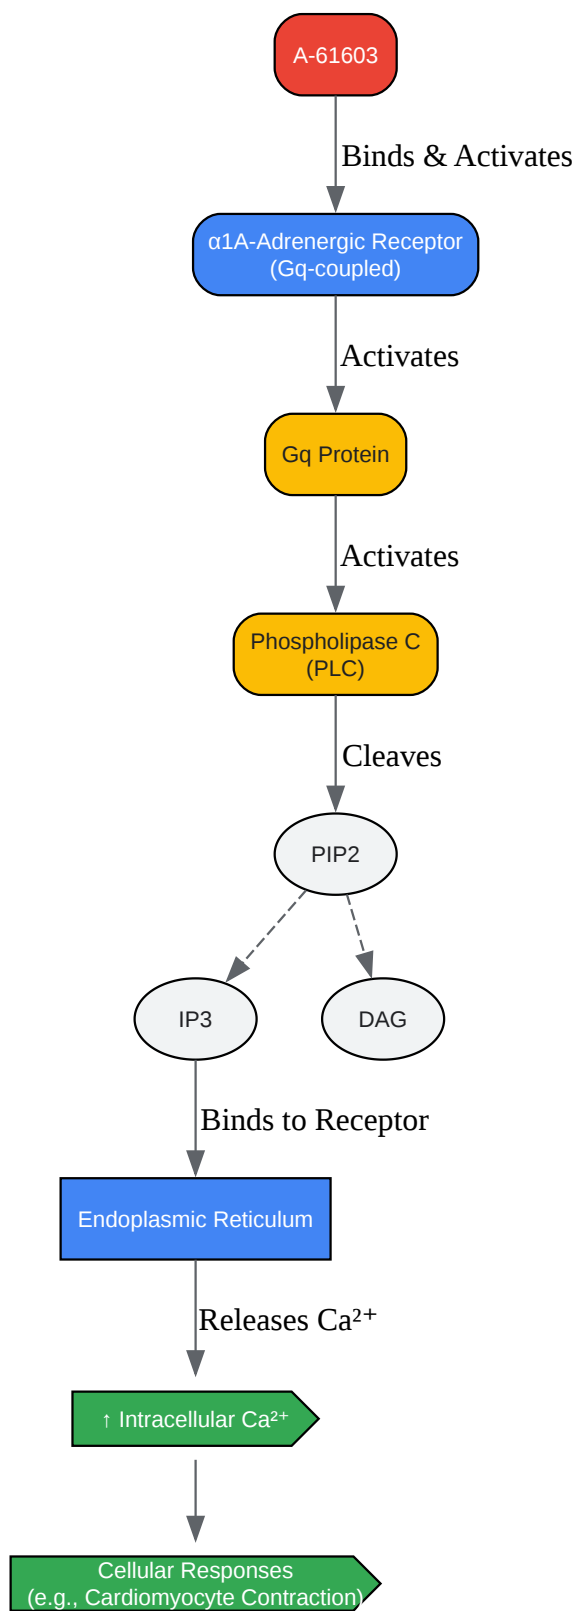 A-61603
Binds & Activates
α1A-Adrenergic Receptor
(Gq-coupled)
Activates
Gq Protein
Activates
Phospholipase C
(PLC)
Cleaves
PIP2
IP3
DAG
Binds to Receptor
Endoplasmic Reticulum
Releases Ca²⁺
↑ Intracellular Ca²⁺
Cellular Responses
(e.g., Cardiomyocyte Contraction)